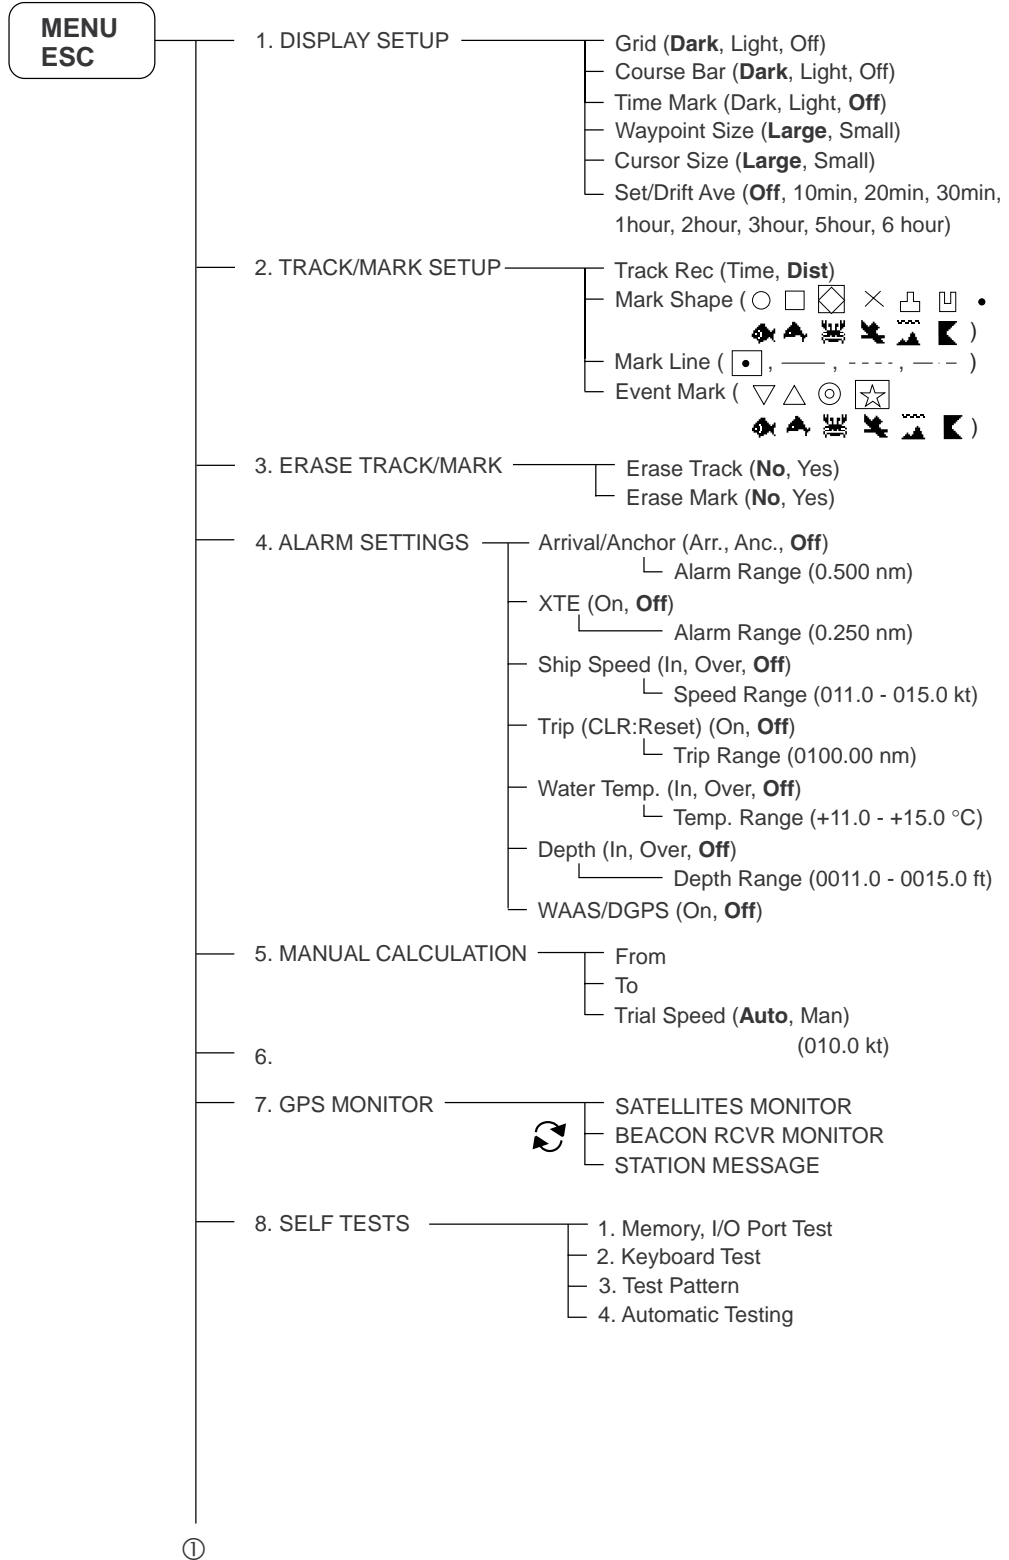 MENU
ESC
1. DISPLAY SETUP
Grid (Dark, Light, Off)
Course Bar (Dark, Light, Off)
Time Mark (Dark, Light, Off)
Waypoint Size (Large, Small)
Cursor Size (Large, Small)
Set/Drift Ave (Off, 10min, 20min, 30min,
1hour, 2hour, 3hour, 5hour, 6 hour)
2. TRACK/MARK SETUP
Track Rec (Time, Dist)
Mark Shape (
)
Mark Line ( , , , )
Event Mark (
)
3. ERASE TRACK/MARK
Erase Track (No, Yes)
Erase Mark (No, Yes)
4. ALARM SETTINGS
Arrival/Anchor (Arr., Anc., Off)
Alarm Range (0.500 nm)
XTE (On, Off)
Alarm Range (0.250 nm)
Ship Speed (In, Over, Off)
Speed Range (011.0 - 015.0 kt)
Trip (CLR:Reset) (On, Off)
Trip Range (0100.00 nm)
Water Temp. (In, Over, Off)
Temp. Range (+11.0 - +15.0 °C)
Depth (In, Over, Off)
Depth Range (0011.0 - 0015.0 ft)
WAAS/DGPS (On, Off)
5. MANUAL CALCULATION
From
To
Trial Speed (Auto, Man)
(010.0 kt)
6.
7. GPS MONITOR
SATELLITES MONITOR
BEACON RCVR MONITOR
STATION MESSAGE
8. SELF TESTS
1. Memory, I/O Port Test
2. Keyboard Test
3. Test Pattern
4. Automatic Testing
①